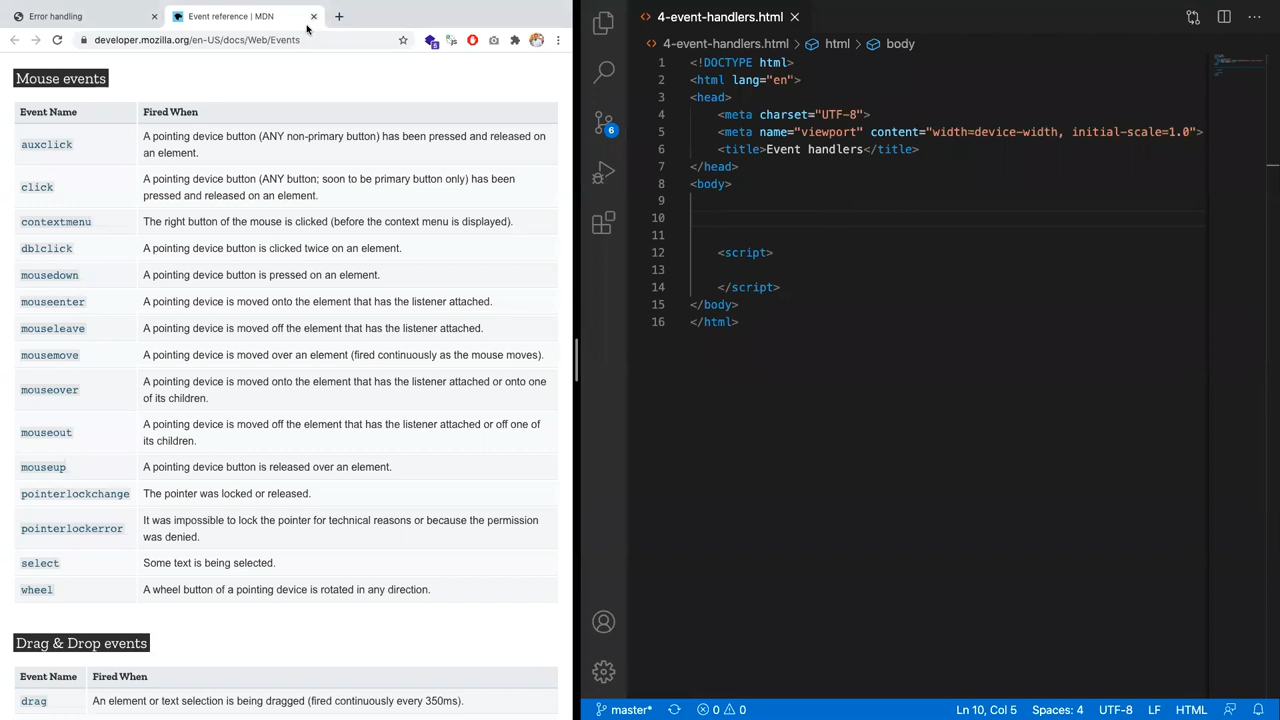 Error handling
Event reference | MDN
developer.mozilla.org/en-US/docs/Web/Events
Mouse events
Event Name Fired When
auxclick A pointing device button (ANY non-primary button) has been pressed and released on
an element.
click A pointing device button (ANY button; soon to be primary button only) has been
pressed and released on an element.
contextmenu The right button of the mouse is clicked (before the context menu is displayed).
dblclick A pointing device button is clicked twice on an element.
mousedown A pointing device button is pressed on an element.
mouseenter A pointing device is moved onto the element that has the listener attached.
mouseleave A pointing device is moved off the element that has the listener attached.
mousemove A pointing device is moved over an element (fired continuously as the mouse moves).
mouseover A pointing device is moved onto the element that has the listener attached or onto one
of its children.
mouseout A pointing device is moved off the element that has the listener attached or off one of
its children.
mouseup A pointing device button is released over an element.
pointerlockchange The pointer was locked or released.
pointerlockerror It was impossible to lock the pointer for technical reasons or because the permission
was denied.
select Some text is being selected.
wheel A wheel button of a pointing device is rotated in any direction.
Drag & Drop events
Event Name Fired When
drag An element or text selection is being dragged (fired continuously every 350ms).
6
4-event-handlers.html
4-event-handlers.html html body
1 <!DOCTYPE html>
2 <html lang="en">
3 <head>
4 <meta charset="UTF-8">
5 <meta name="viewport" content="width=device-width, initial-scale=1.0">
6 <title>Event handlers</title>
7 </head>
8 <body>
9
10
11
12 <script>
13
14 </script>
15 </body>
16 </html>
master* 0 0 Ln 10, Col 5 Spaces: 4 UTF-8 LF HTML